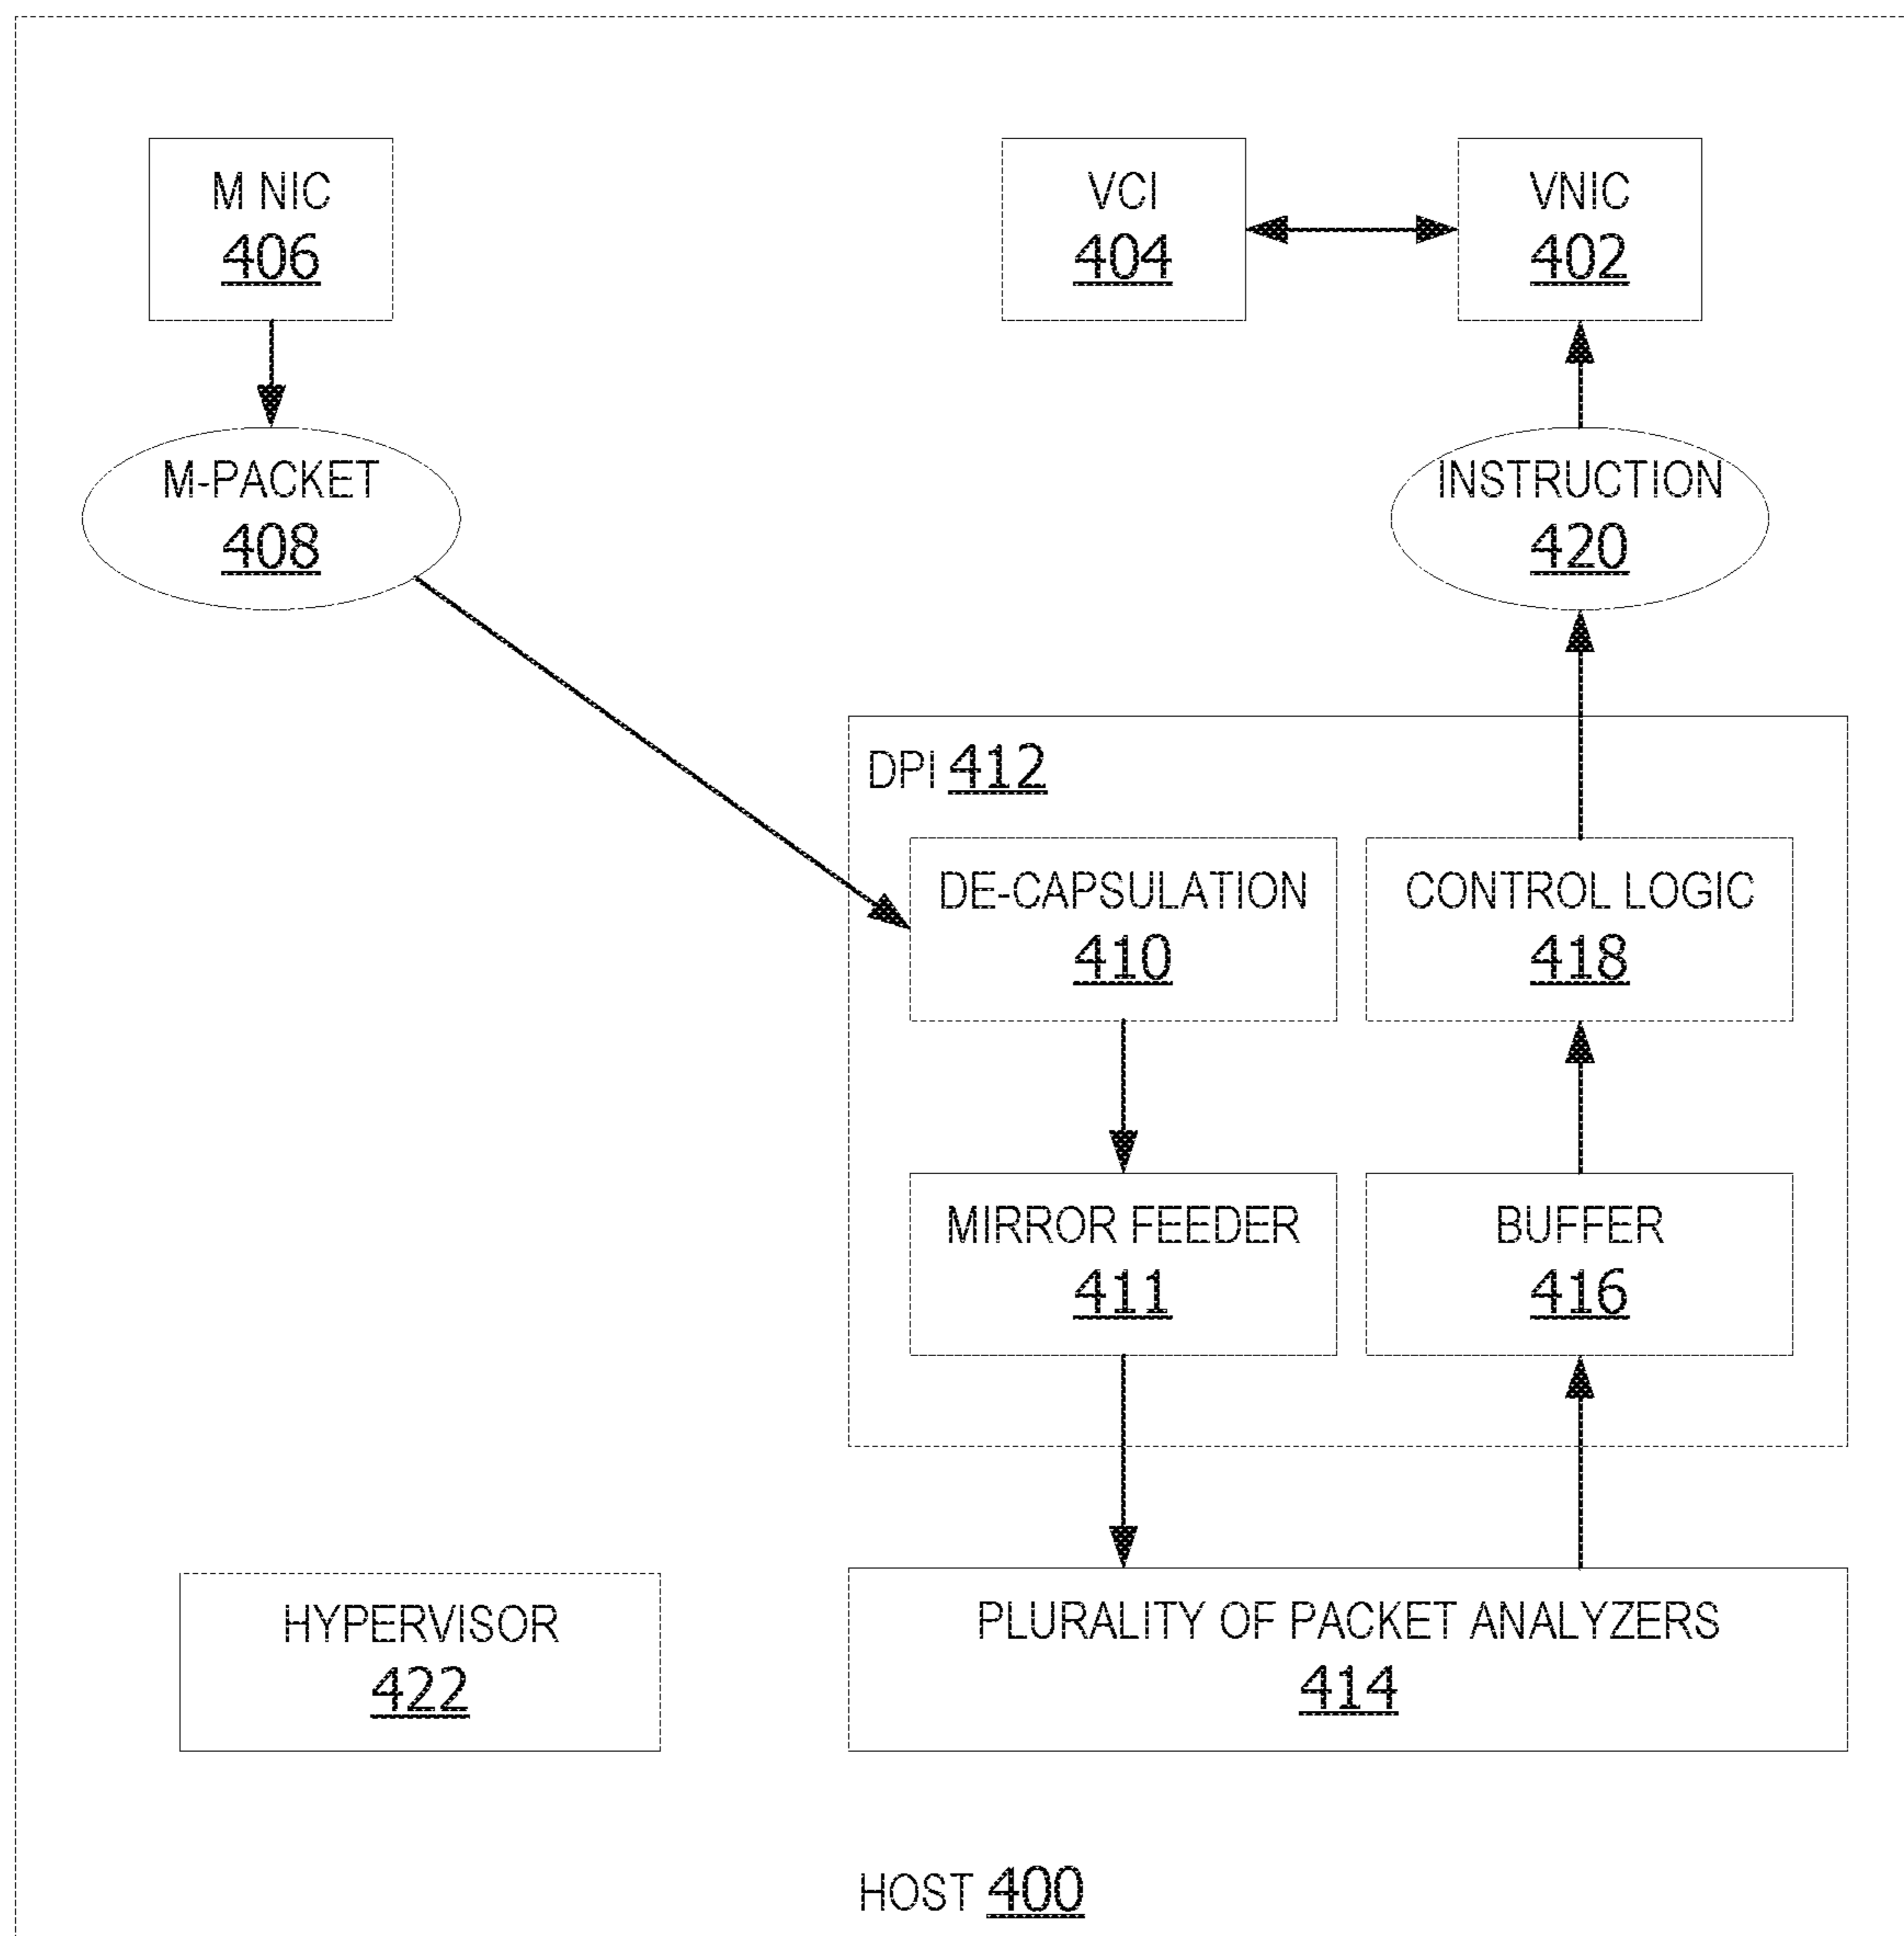 M NIC
406
VCI
404
VNIC
402
M-PACKET
408
INSTRUCTION
420
DPI 412
DE-CAPSULATION
410
CONTROL LOGIC
418
MIRROR FEEDER
411
BUFFER
416
HYPERVISOR
422
PLURALITY OF PACKET ANALYZERS
414
HOST 400